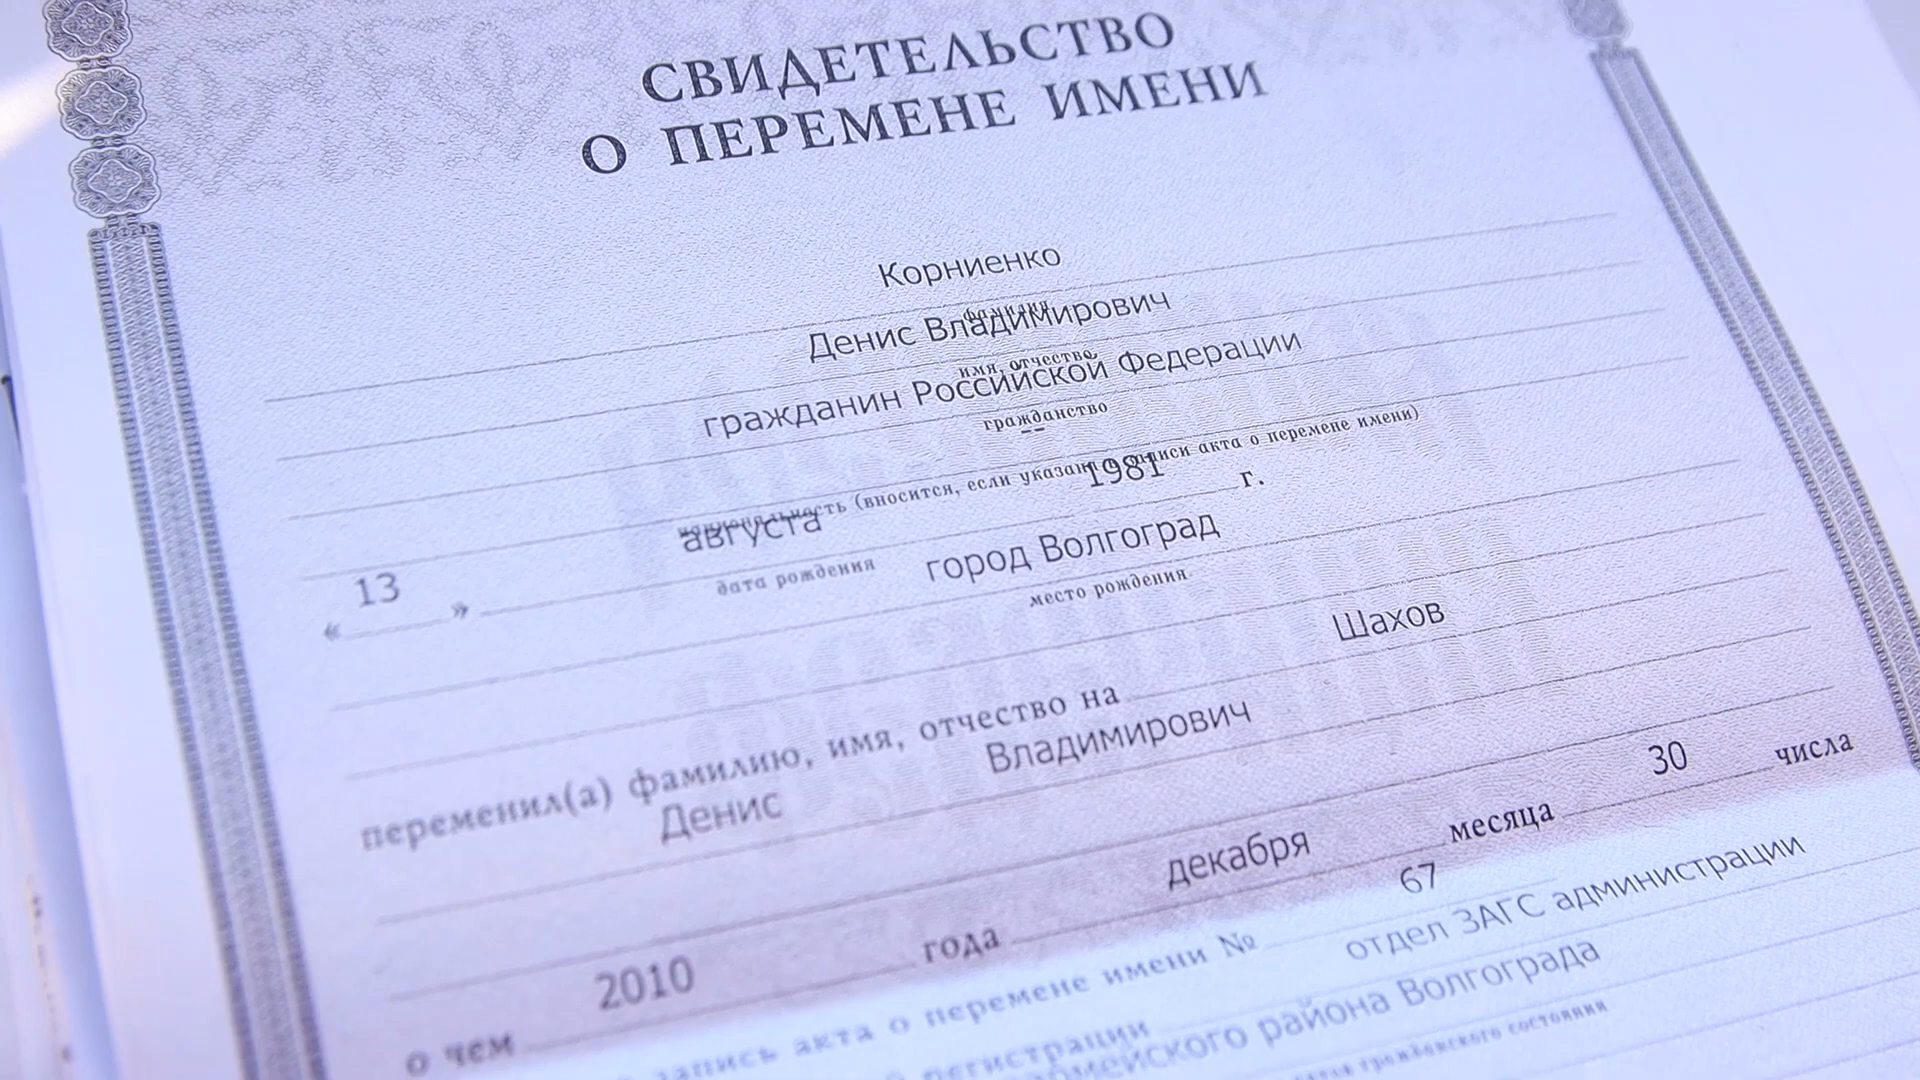 СВИДЕТЕЛЬСТВО
О ПЕРЕМЕНЕ ИМЕНИ
Корниенко
фамилия
Денис Владимирович
имя, отчество
гражданин Российской Федерации
гражданство
--
национальность (вносится, если указано в записи акта о перемене имени)
« 13 » августа 1981 г.
дата рождения
город Волгоград
место рождения
переменил(а) фамилию, имя, отчество на Шахов
Денис Владимирович
2010 года декабря месяца 30 числа
о чем
запись акта о перемене имени № 67
регистрации отдел ЗАГС администрации
района Волгограда
гражданского состояния